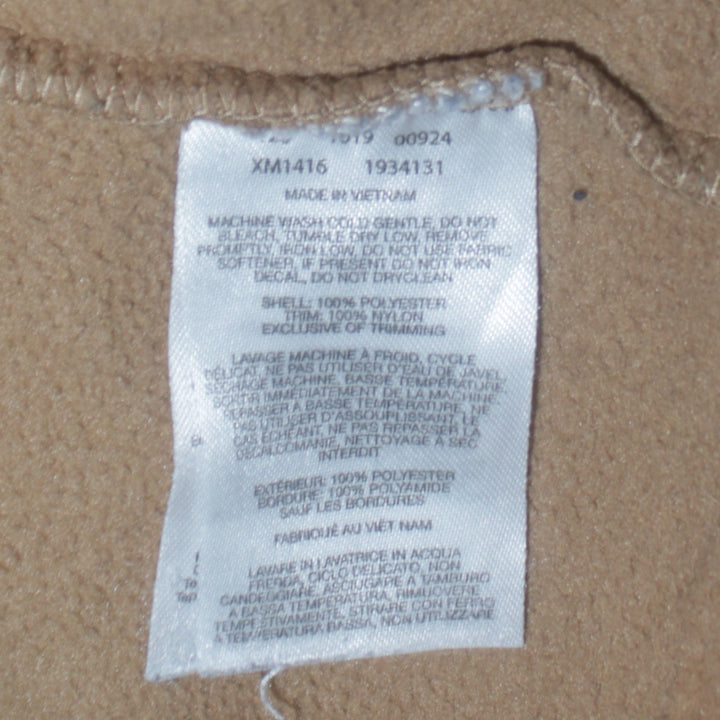 1619 00924
XM1416 1934131
MADE IN VIETNAM
MACHINE WASH COLD GENTLE, DO NOT
BLEACH, TUMBLE DRY LOW, REMOVE
PROMPTLY, IRON LOW, DO NOT USE FABRIC
SOFTENER, IF PRESENT DO NOT IRON
DECAL, DO NOT DRYCLEAN
SHELL: 100% POLYESTER
TRIM: 100% NYLON
EXCLUSIVE OF TRIMMING
LAVAGE MACHINE À FROID, CYCLE
DÉLICAT, NE PAS UTILISER D'EAU DE JAVEL,
SÉCHAGE MACHINE, BASSE TEMPÉRATURE,
SORTIR IMMÉDIATEMENT DE LA MACHINE
REPASSER A BASSE TEMPÉRATURE, NE
PAS UTILISER D'ASSOUPLISSANT, LE
CAS ÉCHÉANT, NE PAS REPASSER LA
DÉCALCOMANIE, NETTOYAGE À SEC
INTERDIT
EXTÉRIEUR: 100% POLYESTER
BORDURE: 100% POLYAMIDE
SAUF LES BORDURES
FABRIQUÉ AU VIÊT NAM
LAVARE IN LAVATRICE IN ACQUA
FREDDA, CICLO DELICATO, NON
CANDEGGIARE, ASCIUGARE A TAMBURO
A BASSA TEMPERATURA, RIMUOVERE
TEMPESTIVAMENTE, STIRARE CON FERRO
A TEMPERATURA BASSA, NON UTILIZZARE